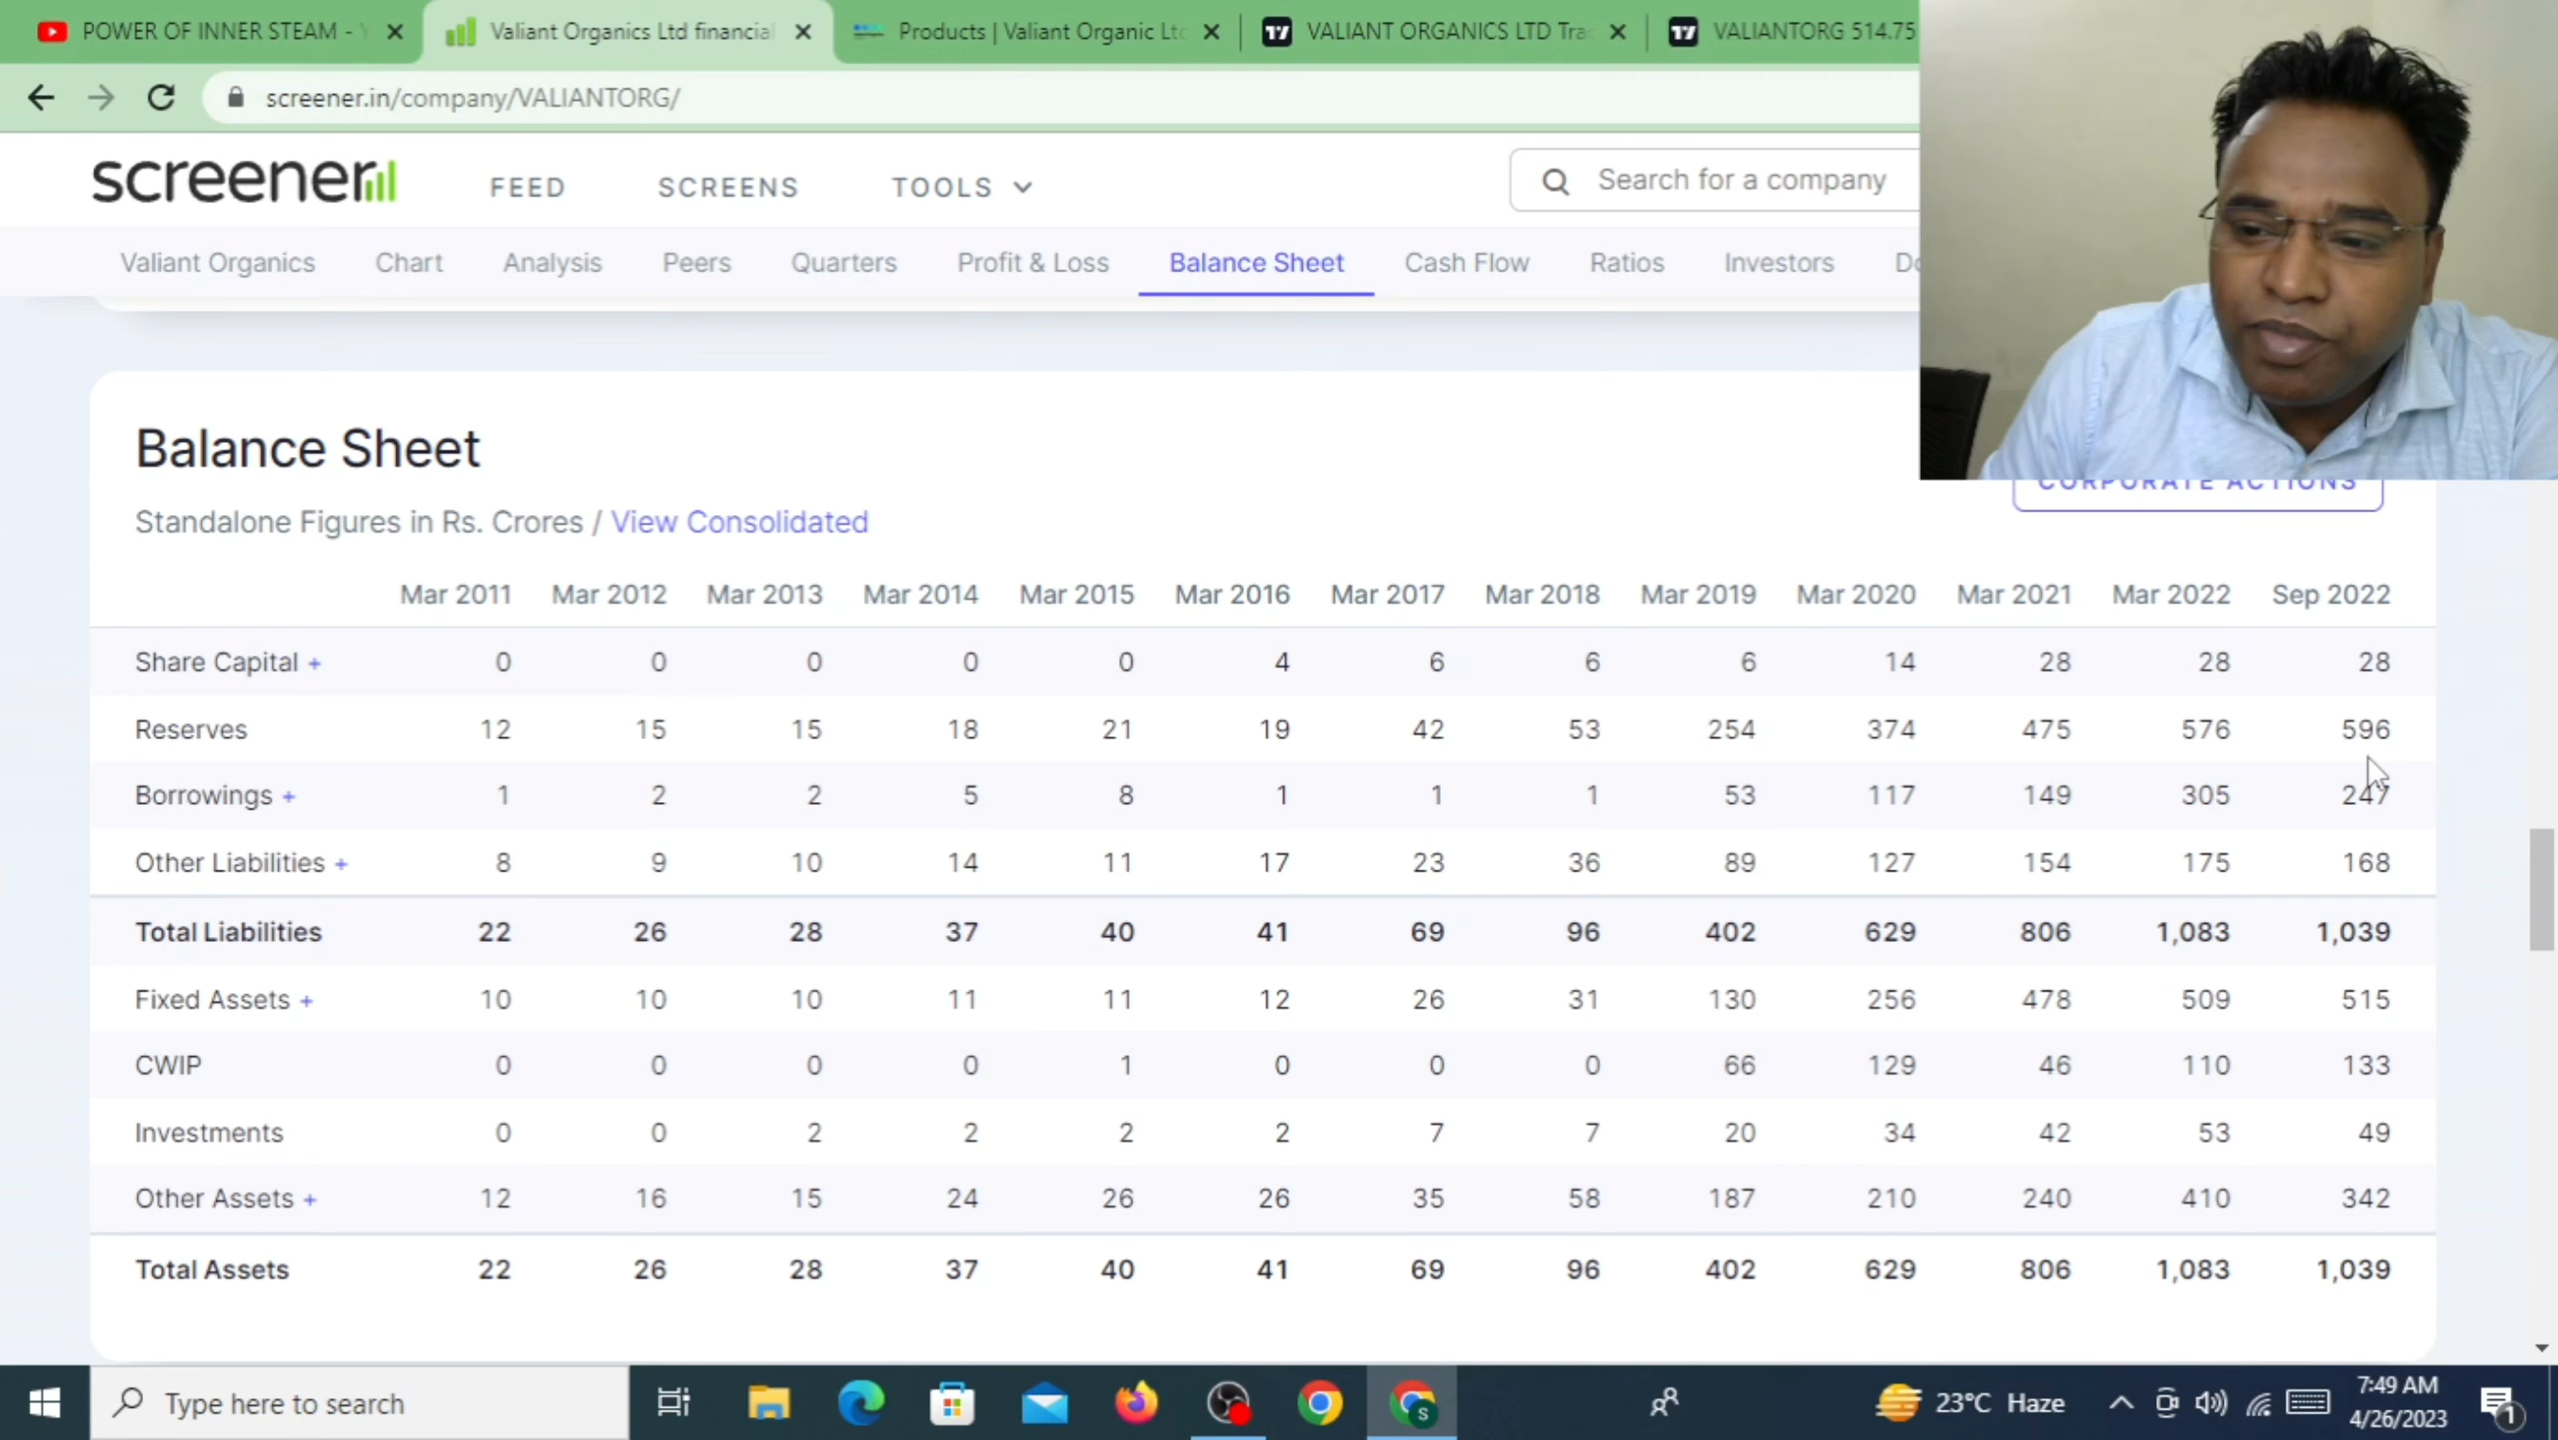 POWER OF INNER STEAM - Y
Valiant Organics Ltd financial
Products | Valiant Organic Ltd
VALIANT ORGANICS LTD Tra
VALIANTORG 514.75
screener.in/company/VALIANTORG/
screener
FEED
SCREENS
TOOLS
Search for a company
Valiant Organics Chart Analysis Peers Quarters Profit & Loss Balance Sheet Cash Flow Ratios Investors Do
Balance Sheet
CORPORATE ACTIONS
Standalone Figures in Rs. Crores / View Consolidated
Mar 2011 Mar 2012 Mar 2013 Mar 2014 Mar 2015 Mar 2016 Mar 2017 Mar 2018 Mar 2019 Mar 2020 Mar 2021 Mar 2022 Sep 2022
Share Capital + 0 0 0 0 0 4 6 6 6 14 28 28 28
Reserves 12 15 15 18 21 19 42 53 254 374 475 576 596
Borrowings + 1 2 2 5 8 1 1 1 53 117 149 305 247
Other Liabilities + 8 9 10 14 11 17 23 36 89 127 154 175 168
Total Liabilities 22 26 28 37 40 41 69 96 402 629 806 1,083 1,039
Fixed Assets + 10 10 10 11 11 12 26 31 130 256 478 509 515
CWIP 0 0 0 0 1 0 0 0 66 129 46 110 133
Investments 0 0 2 2 2 2 7 7 20 34 42 53 49
Other Assets + 12 16 15 24 26 26 35 58 187 210 240 410 342
Total Assets 22 26 28 37 40 41 69 96 402 629 806 1,083 1,039
Type here to search
S
23°C Haze
7:49 AM
4/26/2023
1